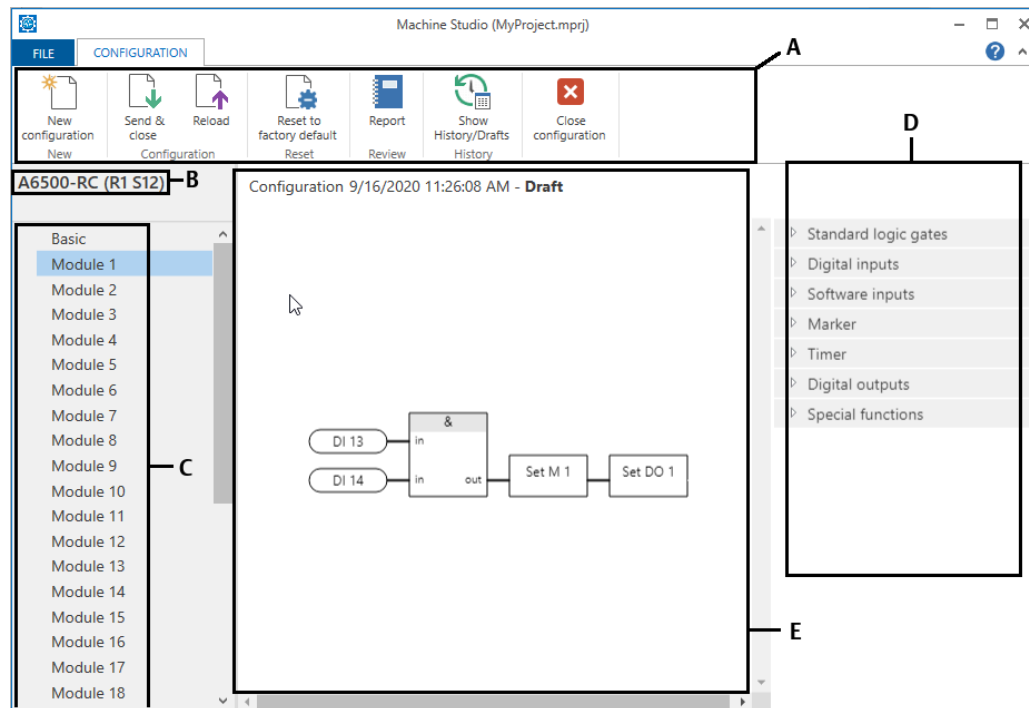 Machine Studio (MyProject.mprj)
FILE CONFIGURATION
?
A
New configuration
Send & close
Reload
Reset to factory default
Report
Show History/Drafts
Close configuration
New
Configuration
Reset
Review
History
D
A6500-RC (R1 S12)
B
Configuration 9/16/2020 11:26:08 AM - Draft
Basic
Module 1
Module 2
Module 3
Module 4
Module 5
Module 6
Module 7
Module 8
Module 9
Module 10
Module 11
Module 12
Module 13
Module 14
Module 15
Module 16
Module 17
Module 18
C
&
DI 13
in
DI 14
in
out
Set M 1
Set DO 1
E
Standard logic gates
Digital inputs
Software inputs
Marker
Timer
Digital outputs
Special functions